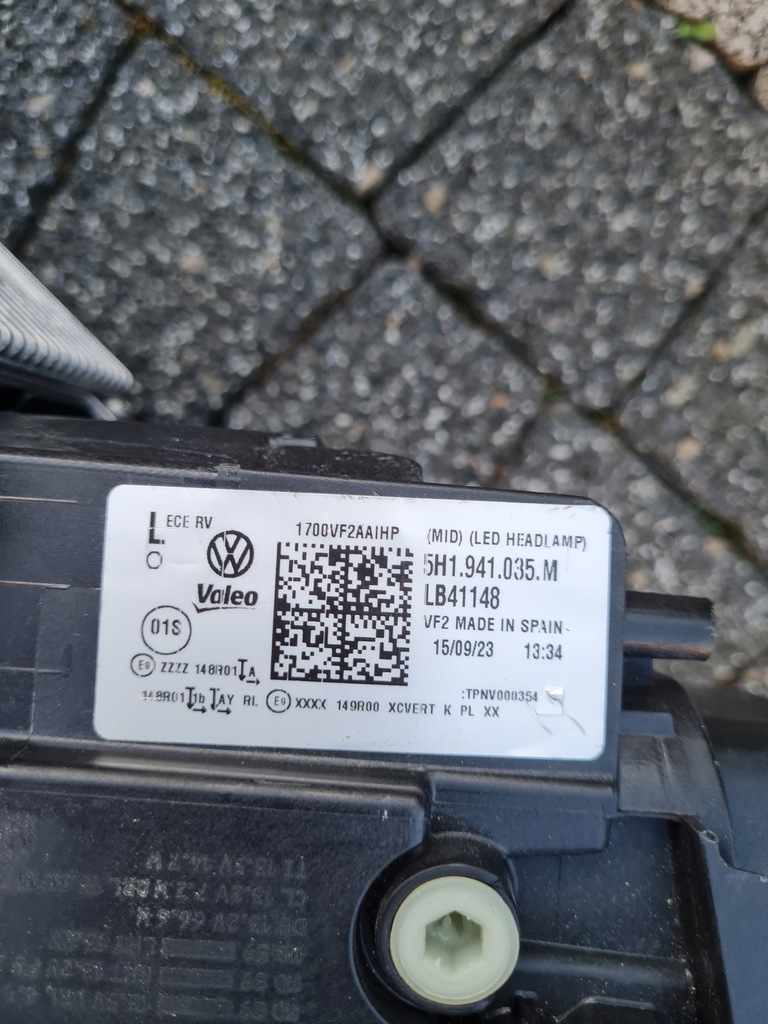 L ECE RV
Valeo
01S
1700VF2AAIHP
(MID) (LED HEADLAMP)
5H1.941.035.M
LB41148
VF2 MADE IN SPAIN
15/09/23 13:34
E9 ZZZZ 148R01 A
:TPNV000354
148R01 1b AY RL E9 XXXX 149R00 XCVERT K PL XX